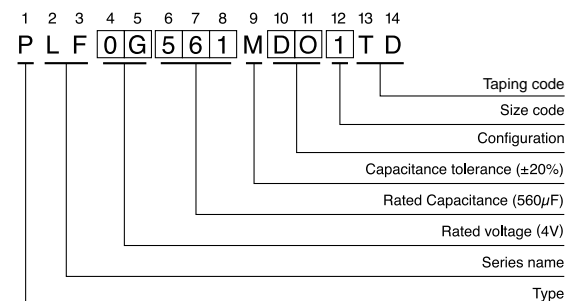 1 2 3 4 5 6 7 8 9 10 11 12 13 14
P L F 0 G 5 6 1 M D O 1 T D
Taping code
Size code
Configuration
Capacitance tolerance (±20%)
Rated Capacitance (560µF)
Rated voltage (4V)
Series name
Type